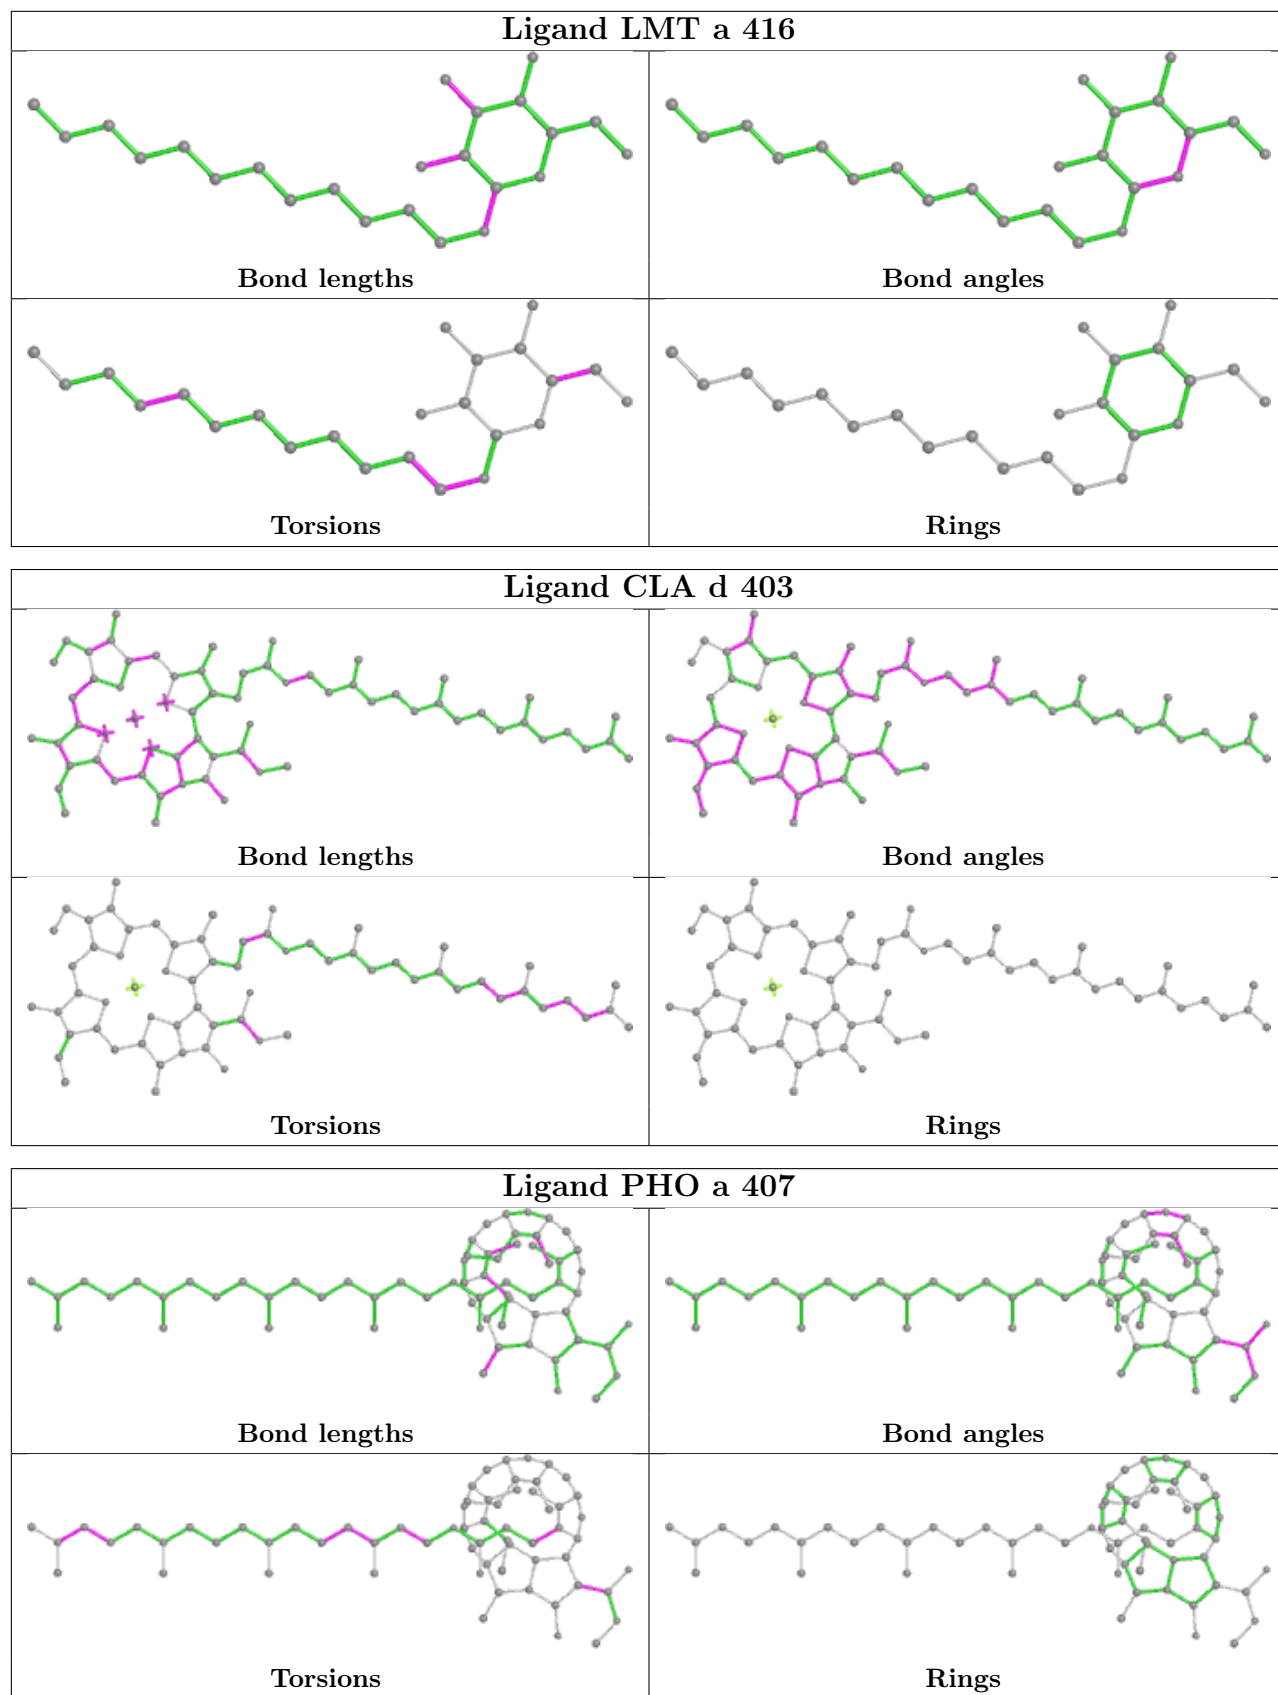 Ligand LMT a 416
Bond lengths
Bond angles
Torsions
Rings
Ligand CLA d 403
Bond lengths
Bond angles
Torsions
Rings
Ligand PHO a 407
Bond lengths
Bond angles
Torsions
Rings